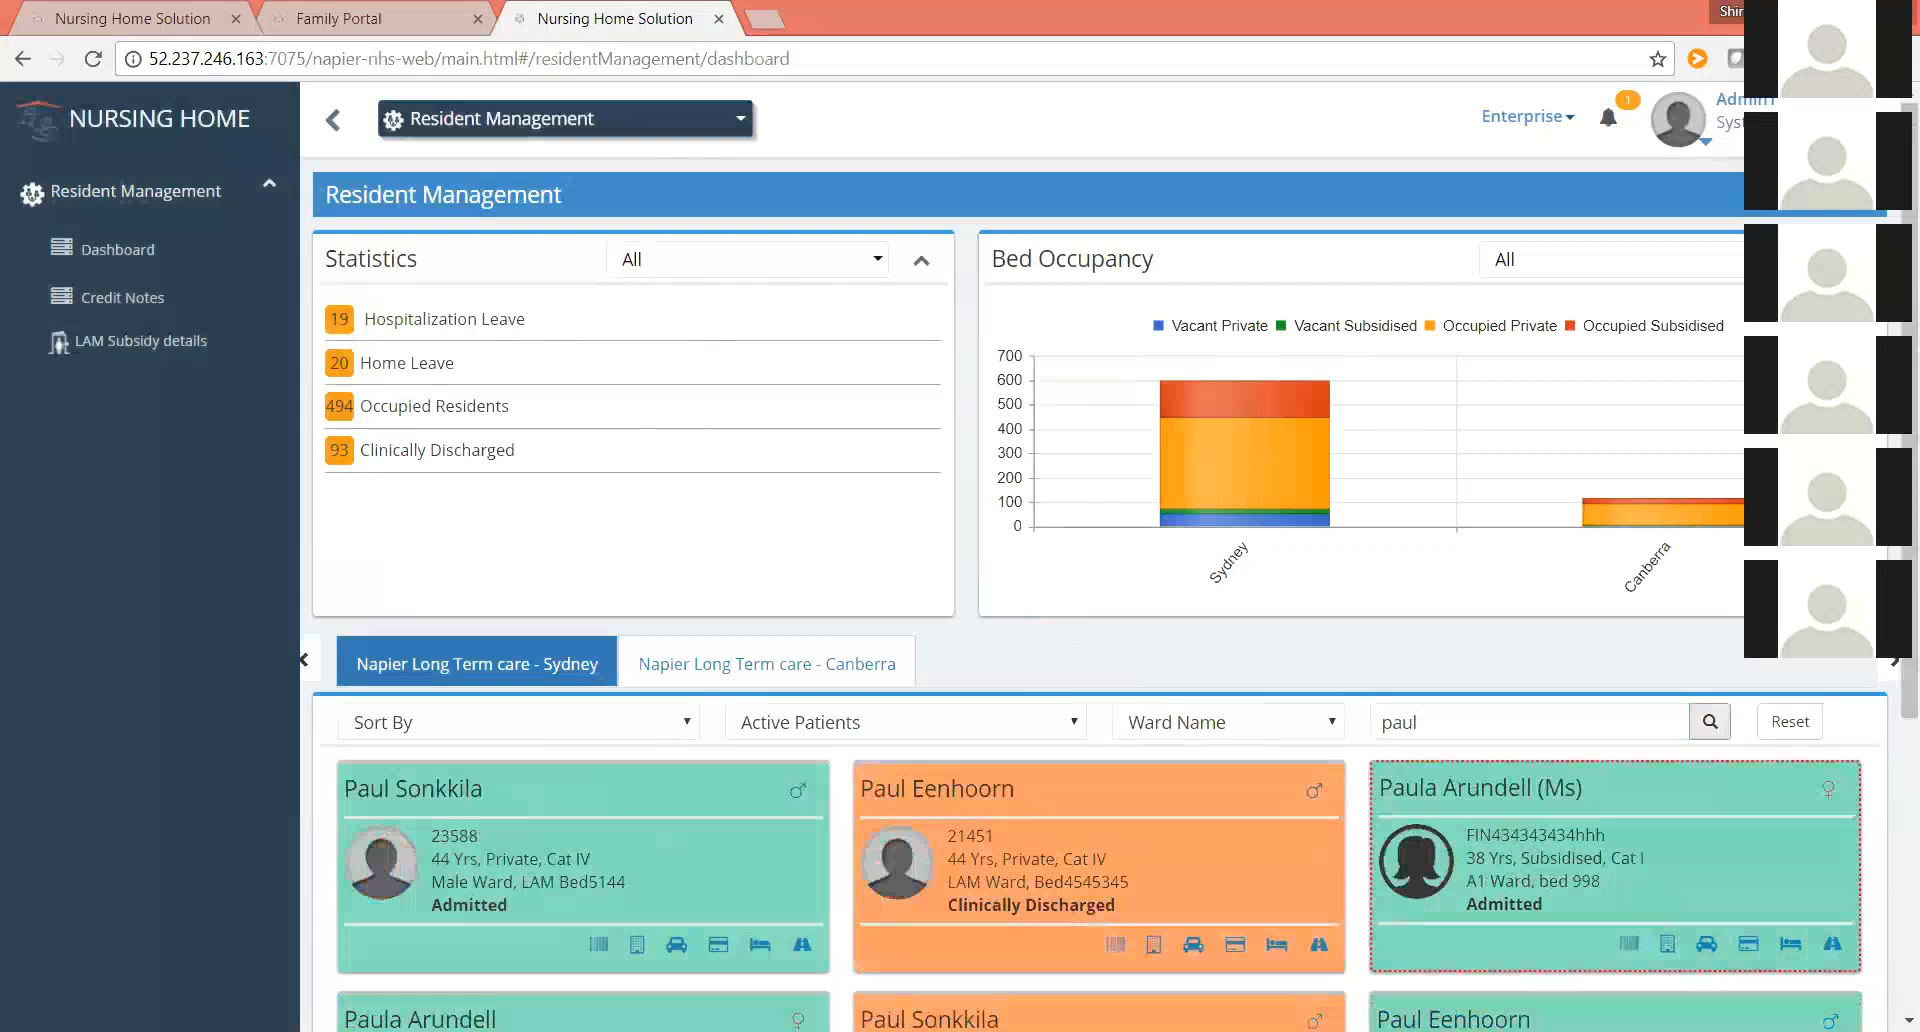 Nursing Home Solution
Family Portal
Nursing Home Solution
Shir
52.237.246.163:7075/napier-nhs-web/main.html#/residentManagement/dashboard
NURSING HOME
Resident Management
Enterprise
1
Admin
Syst
Resident Management
Dashboard
Credit Notes
LAM Subsidy details
Resident Management
Statistics
All
19 Hospitalization Leave
20 Home Leave
494 Occupied Residents
93 Clinically Discharged
Bed Occupancy
All
Vacant Private Vacant Subsidised Occupied Private Occupied Subsidised
700
600
500
400
300
200
100
0
Sydney
Canberra
Napier Long Term care - Sydney
Napier Long Term care - Canberra
Sort By
Active Patients
Ward Name
paul
Reset
Paul Sonkkila
23588
44 Yrs, Private, Cat IV
Male Ward, LAM Bed5144
Admitted
Paul Eenhoorn
21451
44 Yrs, Private, Cat IV
LAM Ward, Bed4545345
Clinically Discharged
Paula Arundell (Ms)
FIN434343434hhh
38 Yrs, Subsidised, Cat I
A1 Ward, bed 998
Admitted
Paula Arundell
Paul Sonkkila
Paul Eenhoorn